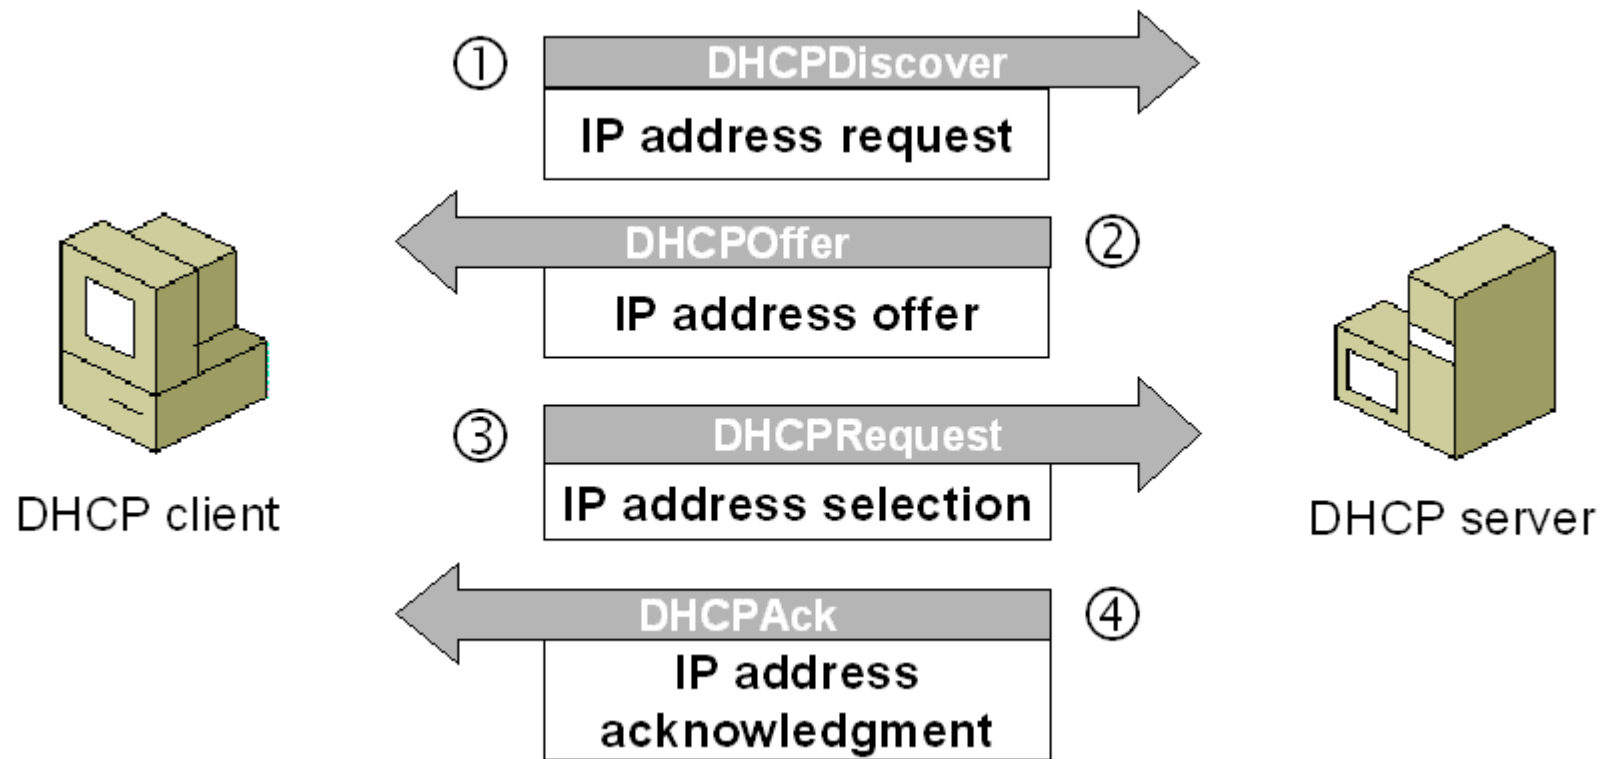 ① DHCPDiscover
IP address request
DHCPOffer ②
IP address offer
③ DHCPRequest
IP address selection
DHCP client
DHCP server
DHCPAck ④
IP address
acknowledgment